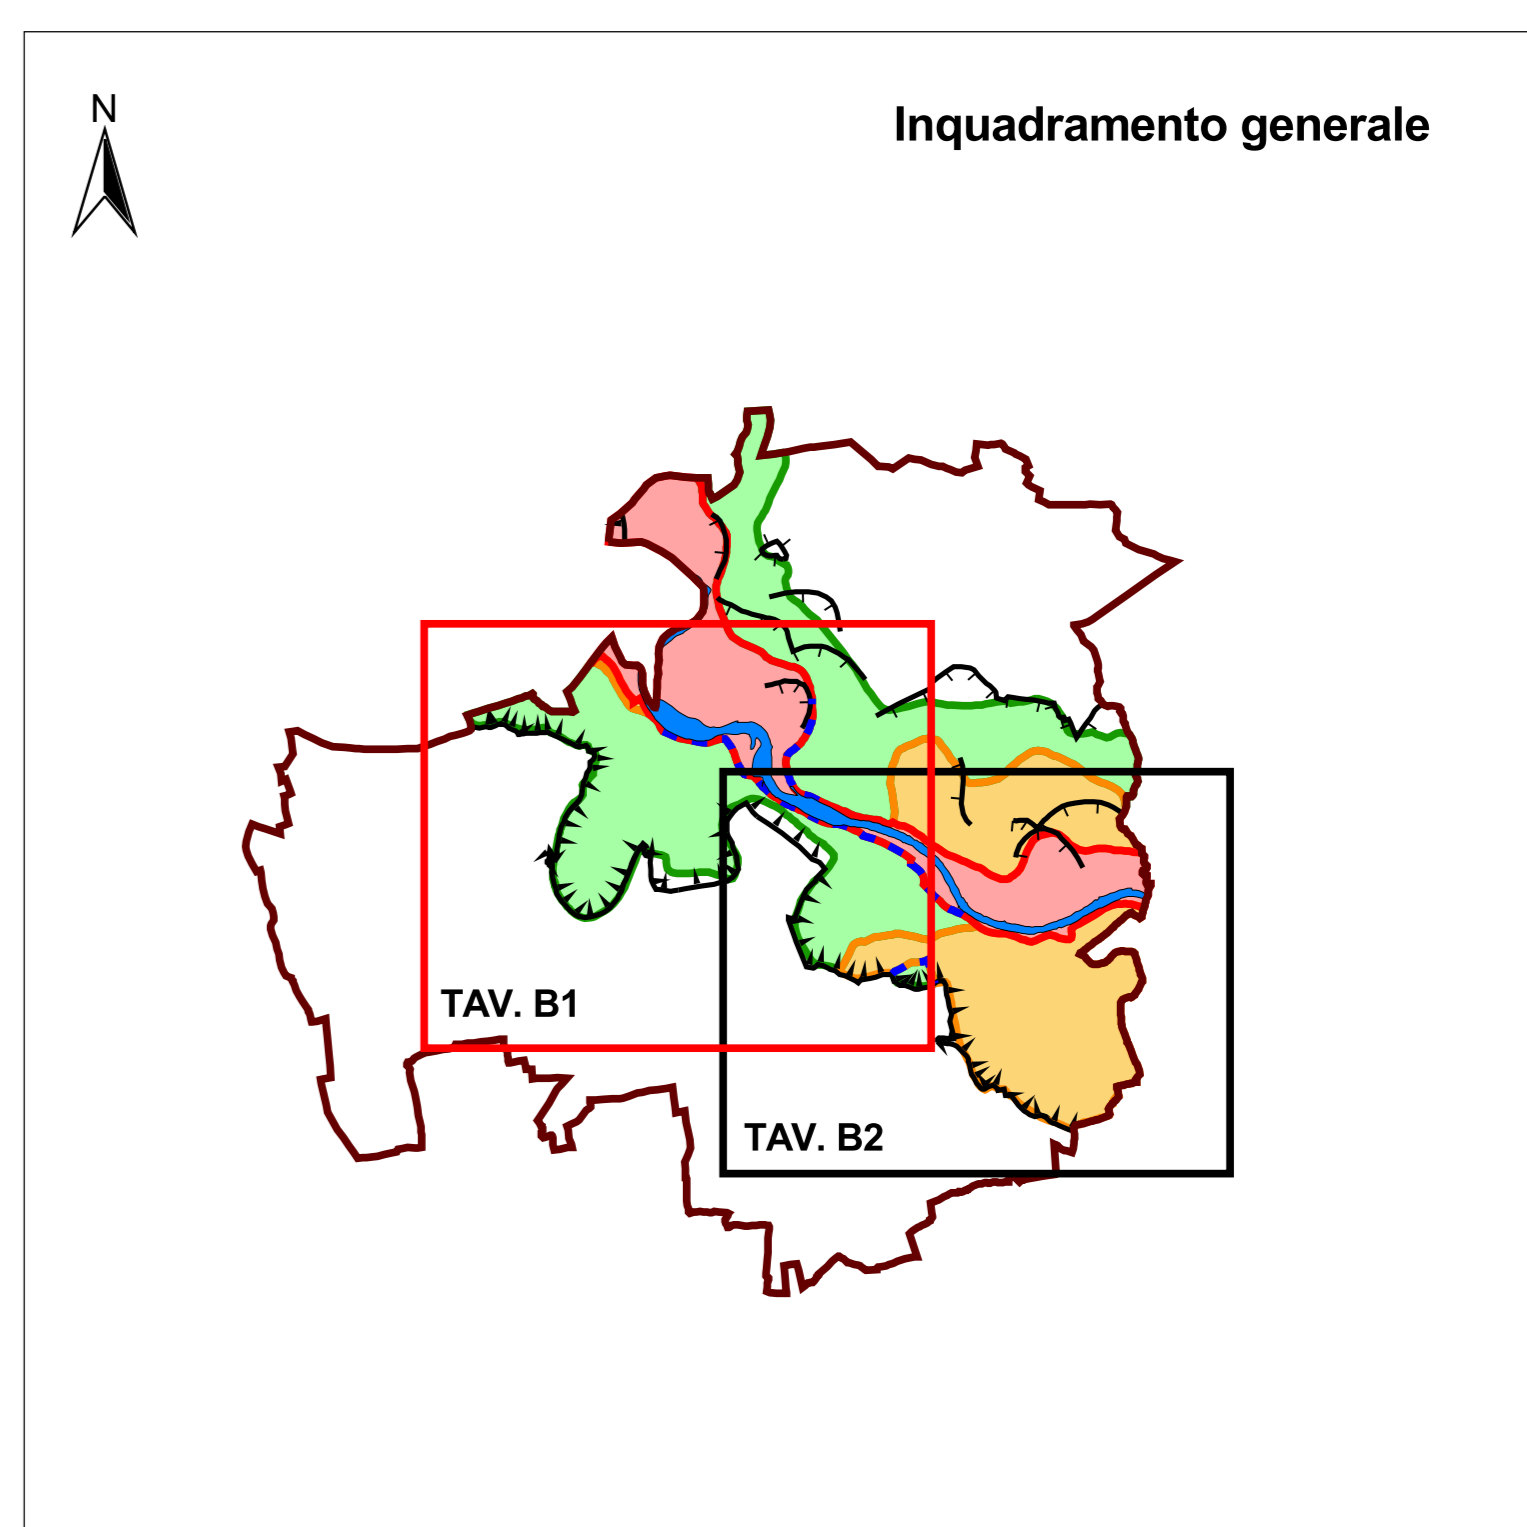 N
Inquadramento generale
TAV. B1
TAV. B2